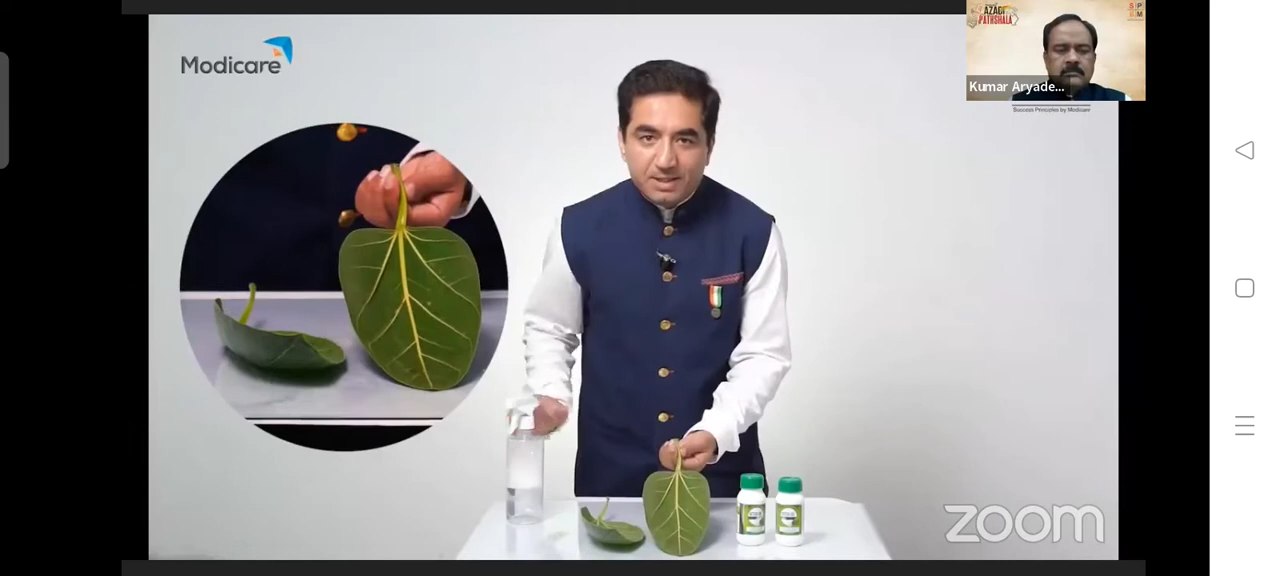 Modicare
AZADI
PATHSHALA
S P
B M
Kumar Aryade...
'Success Principles by Modicare
zoom